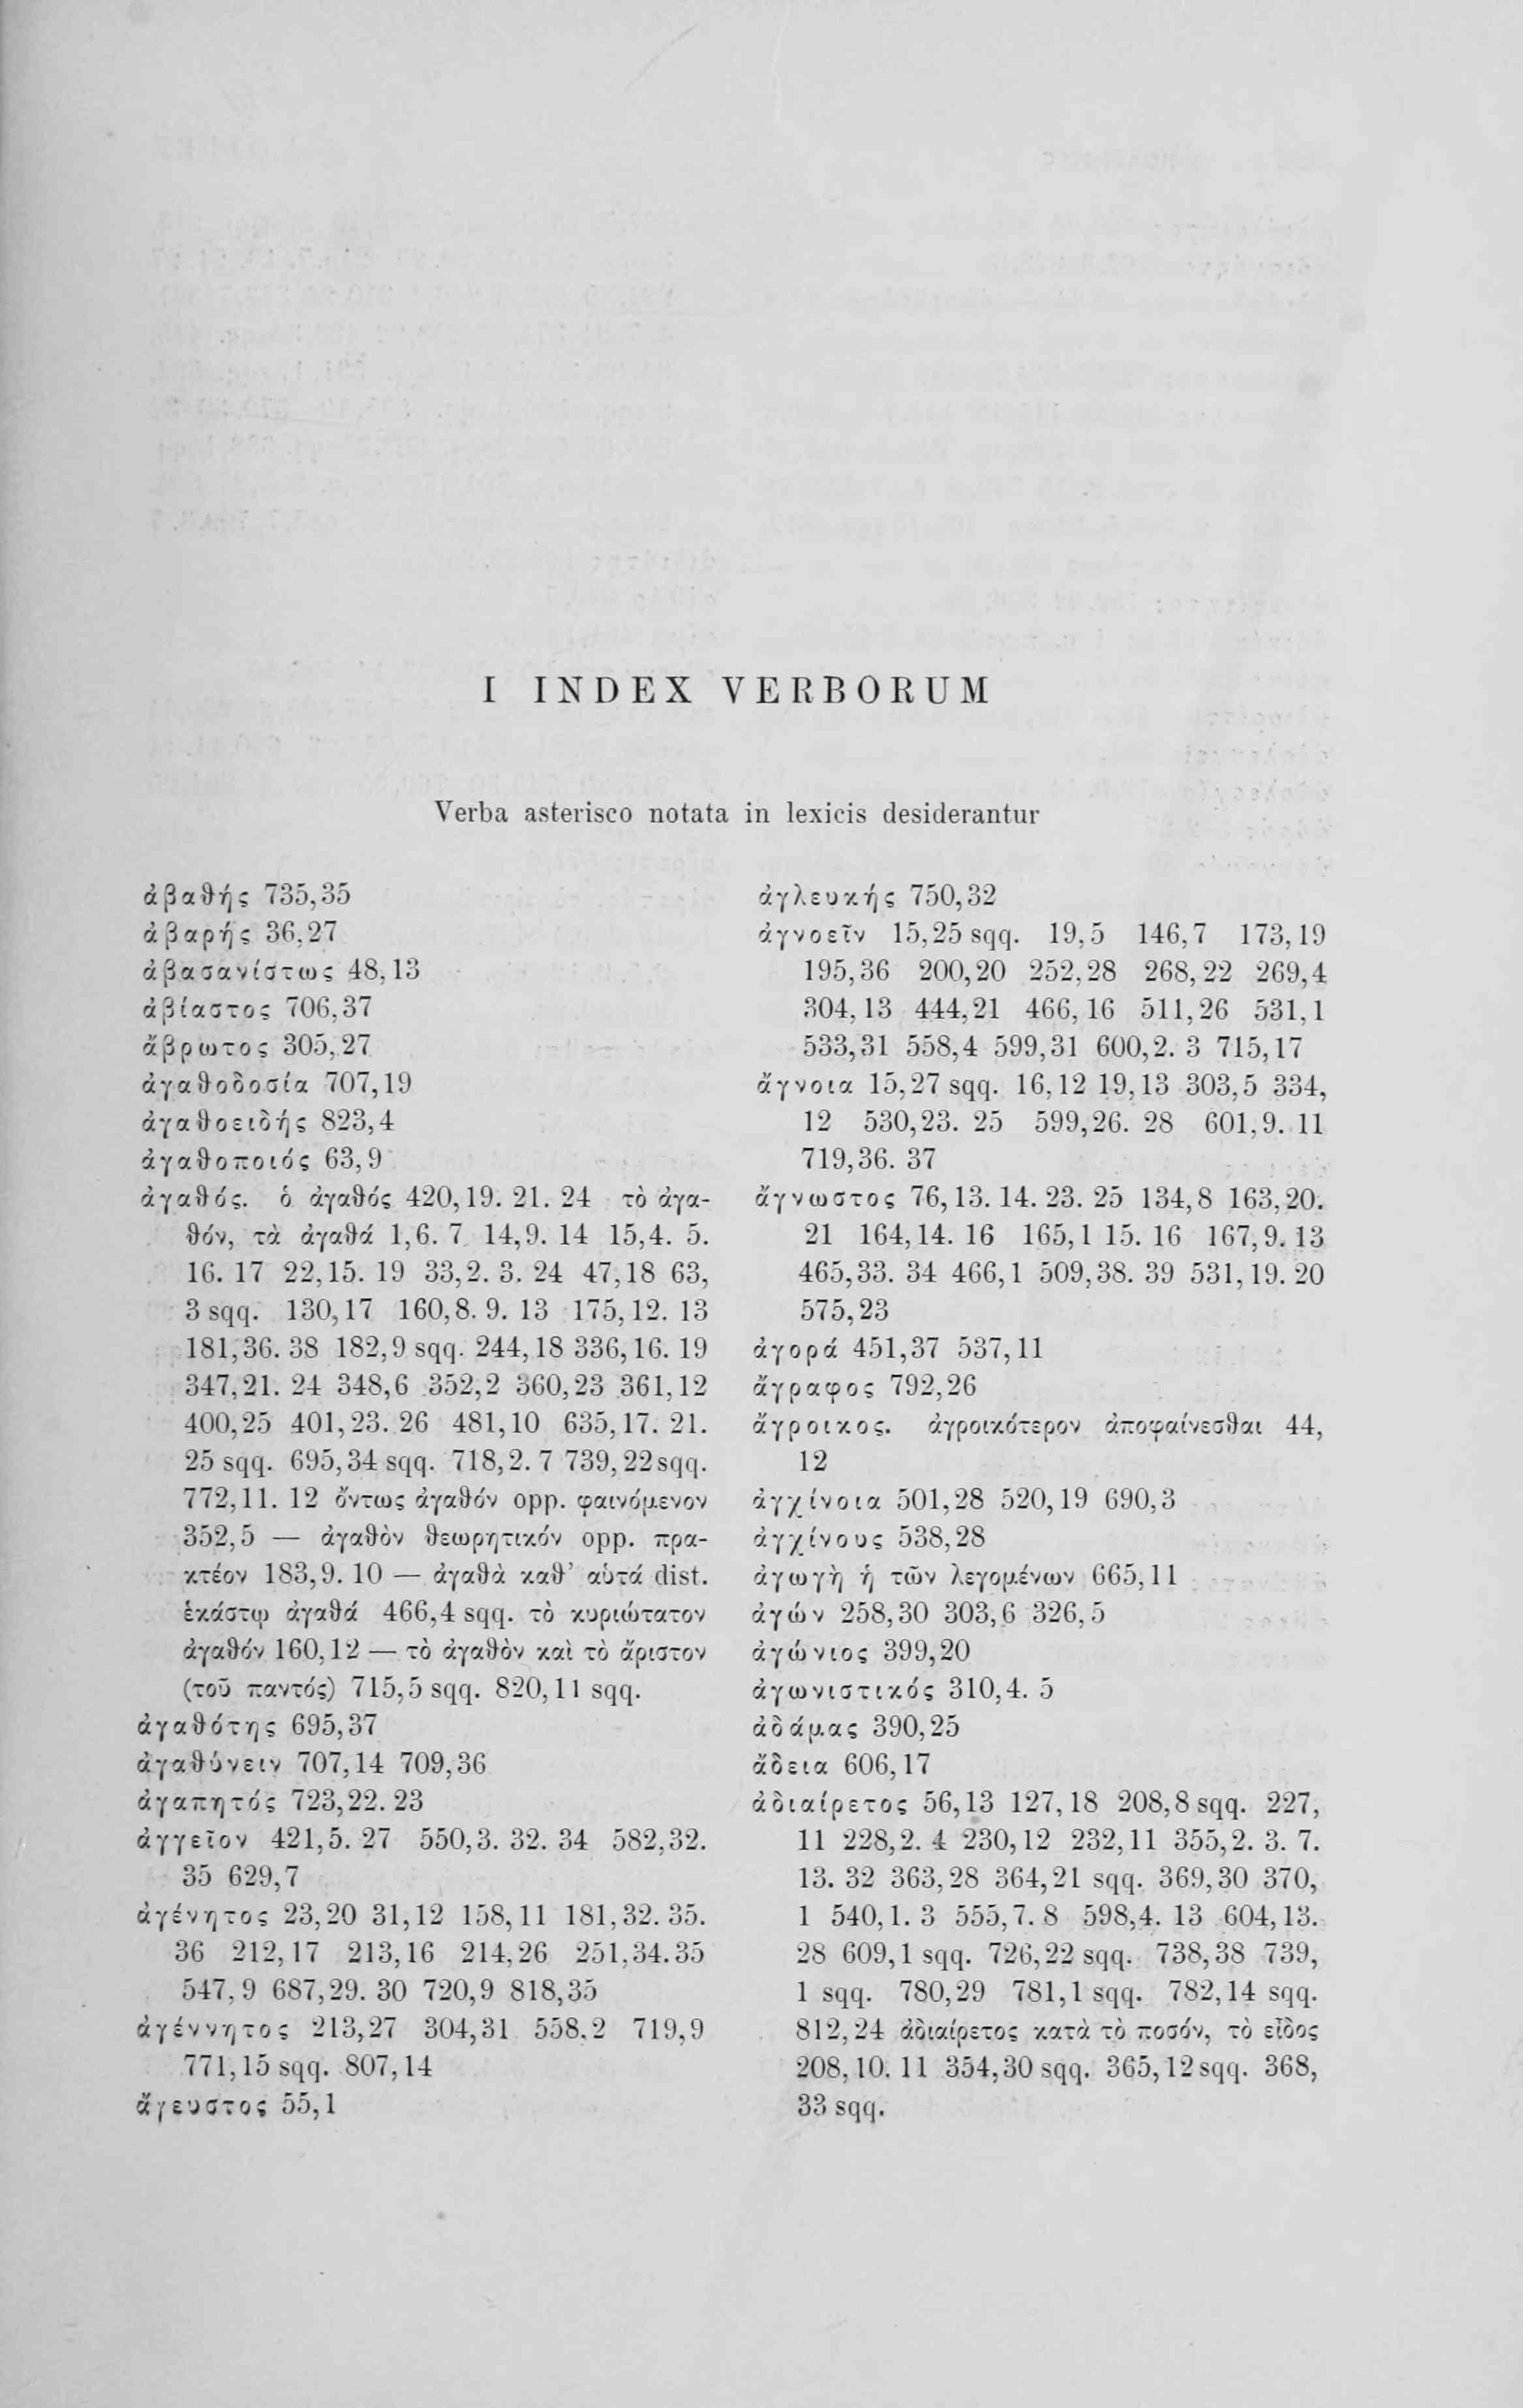 I INDEX VERBORUM
Verba asterisco notata in lexicis desiderantur
ἀβαθής 735,35
ἀβαρής 36,27
ἀβασανίστως 48,13
ἀβίαστος 706,37
ἄβρωτος 305,27
ἀγαθοδοσία 707,19
ἀγαθοειδής 823,4
ἀγαθοποιός 63,9
ἀγαθός. ὁ ἀγαθός 420,19. 21. 24 τὸ ἀγα-
θόν, τὰ ἀγαθά 1,6. 7 14,9. 14 15,4. 5.
16. 17 22,15. 19 33,2. 3. 24 47,18 63,
3 sqq. 130,17 160,8. 9. 13 175,12. 13
181,36. 38 182,9 sqq. 244,18 336,16. 19
347,21. 24 348,6 352,2 360,23 361,12
400,25 401,23. 26 481,10 635,17. 21.
25 sqq. 695,34 sqq. 718,2. 7 739,22 sqq.
772,11. 12 ὄντως ἀγαθόν opp. φαινόμενον
352,5 — ἀγαθὸν θεωρητικόν opp. πρα-
κτέον 183,9. 10 — ἀγαθὰ καθ' αὑτά dist.
ἑκάστῳ ἀγαθά 466,4 sqq. τὸ κυριώτατον
ἀγαθόν 160,12 — τὸ ἀγαθὸν καὶ τὸ ἄριστον
(τοῦ παντός) 715,5 sqq. 820,11 sqq.
ἀγαθότης 695,37
ἀγαθύνειν 707,14 709,36
ἀγαπητός 723,22. 23
ἀγγεῖον 421,5. 27 550,3. 32. 34 582,32.
35 629,7
ἀγένητος 23,20 31,12 158,11 181,32. 35.
36 212,17 213,16 214,26 251,34. 35
547,9 687,29. 30 720,9 818,35
ἀγέννητος 213,27 304,31 558,2 719,9
771,15 sqq. 807,14
ἄγευστος 55,1
ἀγλευκής 750,32
ἀγνοεῖν 15,25 sqq. 19,5 146,7 173,19
195,36 200,20 252,28 268,22 269,4
304,13 444,21 466,16 511,26 531,1
533,31 558,4 599,31 600,2. 3 715,17
ἄγνοια 15,27 sqq. 16,12 19,13 303,5 334,
12 530,23. 25 599,26. 28 601,9. 11
719,36. 37
ἄγνωστος 76,13. 14. 23. 25 134,8 163,20.
21 164,14. 16 165,1 15. 16 167,9. 13
465,33. 34 466,1 509,38. 39 531,19. 20
575,23
ἀγορά 451,37 537,11
ἄγραφος 792,26
ἄγροικος. ἀγροικότερον ἀποφαίνεσθαι 44,
12
ἀγχίνοια 501,28 520,19 690,3
ἀγχίνους 538,28
ἀγωγὴ ἡ τῶν λεγομένων 665,11
ἀγών 258,30 303,6 326,5
ἀγώνιος 399,20
ἀγωνιστικός 310,4. 5
ἀδάμας 390,25
ἄδεια 606,17
ἀδιαίρετος 56,13 127,18 208,8 sqq. 227,
11 228,2. 4 230,12 232,11 355,2. 3. 7.
13. 32 363,28 364,21 sqq. 369,30 370,
1 540,1. 3 555,7. 8 598,4. 13 604,13.
28 609,1 sqq. 726,22 sqq. 738,38 739,
1 sqq. 780,29 781,1 sqq. 782,14 sqq.
812,24 ἀδιαίρετος κατὰ τὸ ποσόν, τὸ εἶδος
208,10. 11 354,30 sqq. 365,12 sqq. 368,
33 sqq.